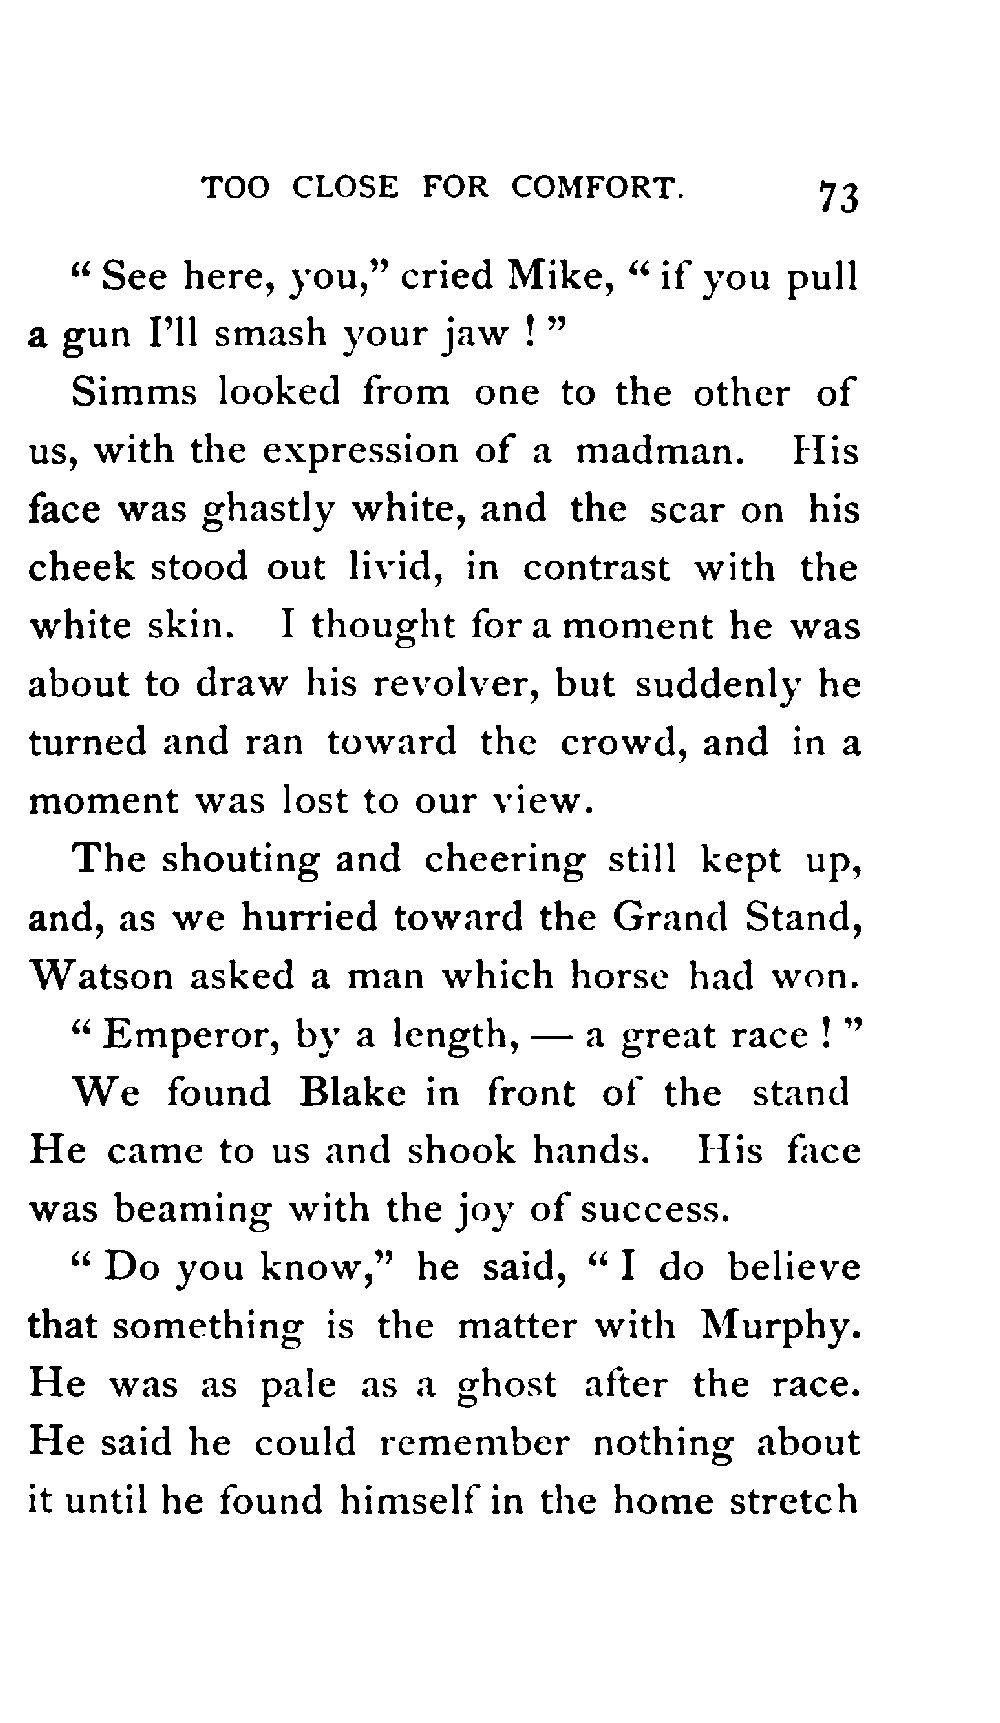 TOO CLOSE FOR COMFORT. 73
“ See here, you,” cried Mike, “ if you pull
a gun I’ll smash your jaw ! ”
Simms looked from one to the other of
us, with the expression of a madman. His
face was ghastly white, and the scar on his
cheek stood out livid, in contrast with the
white skin. I thought for a moment he was
about to draw his revolver, but suddenly he
turned and ran toward the crowd, and in a
moment was lost to our view.
The shouting and cheering still kept up,
and, as we hurried toward the Grand Stand,
Watson asked a man which horse had won.
“ Emperor, by a length, — a great race ! ”
We found Blake in front of the stand
He came to us and shook hands. His face
was beaming with the joy of success.
“ Do you know,” he said, “ I do believe
that something is the matter with Murphy.
He was as pale as a ghost after the race.
He said he could remember nothing about
it until he found himself in the home stretch